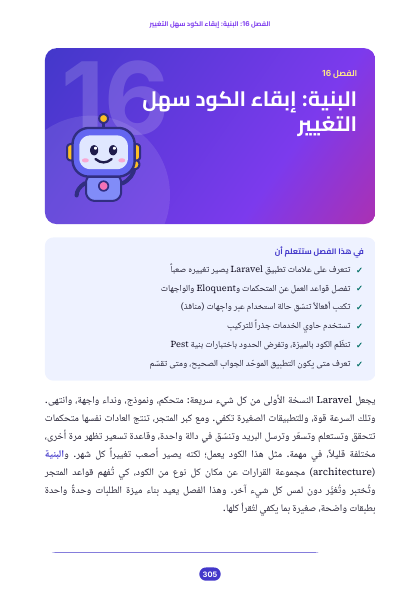 الفصل 16: البنية: إبقاء الكود سهل التغيير
16
الفصل 16
البنية: إبقاء الكود سهل
التغيير
في هذا الفصل ستتعلم أن
✓ تتعرف على علامات تطبيق Laravel يصير تغييره صعباً
✓ تفصل قواعد العمل عن المتحكمات وEloquent والواجهات
✓ تكتب أفعالاً تنسّق حالة استخدام عبر واجهات (منافذ)
✓ تستخدم حاوي الخدمات جذراً للتركيب
✓ تنظّم الكود بالميزة، وتفرض الحدود باختبارات بنية Pest
✓ تعرف متى يكون التطبيق الموحّد الجواب الصحيح، ومتى تقسّم
يجعل Laravel النسخة الأولى من كل شيء سريعة: متحكم، ونموذج، ونداء واجهة، وانتهى.
وتلك السرعة قوة، وللتطبيقات الصغيرة تكفي. ومع كبر المتجر، تنتج العادات نفسها متحكمات
تتحقق وتستعلم وتسعّر وترسل البريد وتنسّق في دالة واحدة، وقاعدة تسعير تظهر مرة أخرى،
مختلفة قليلاً، في مهمة. مثل هذا الكود يعمل؛ لكنه يصير أصعب تغييراً كل شهر. والبنية
(architecture) مجموعة القرارات عن مكان كل نوع من الكود، كي تُفهم قواعد المتجر
وتُختبر وتُغيَّر دون لمس كل شيء آخر. وهذا الفصل يعيد بناء ميزة الطلبات وحدةً واحدة
بطبقات واضحة، صغيرة بما يكفي لتُقرأ كلها.
305